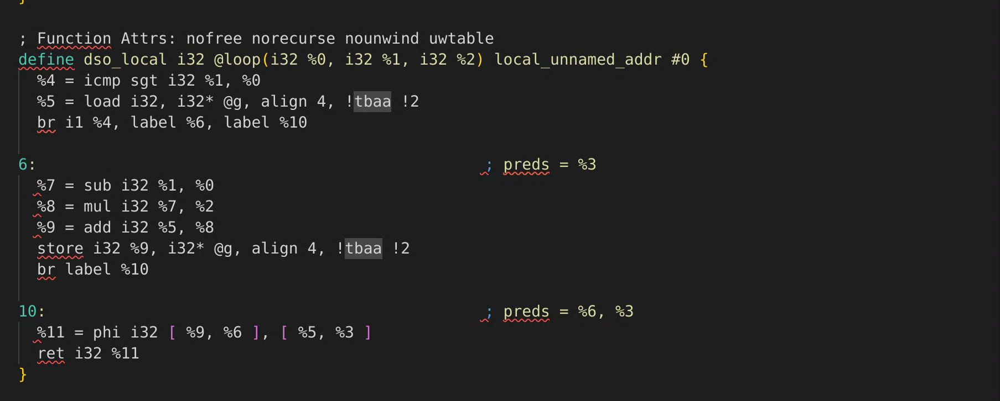 }
; Function Attrs: nofree norecurse nounwind uwtable
define dso_local i32 @loop(i32 %0, i32 %1, i32 %2) local_unnamed_addr #0 {
%4 = icmp sgt i32 %1, %0
%5 = load i32, i32* @g, align 4, !tbaa !2
br i1 %4, label %6, label %10
6: ; preds = %3
%7 = sub i32 %1, %0
%8 = mul i32 %7, %2
%9 = add i32 %5, %8
store i32 %9, i32* @g, align 4, !tbaa !2
br label %10
10: ; preds = %6, %3
%11 = phi i32 [ %9, %6 ], [ %5, %3 ]
ret i32 %11
}